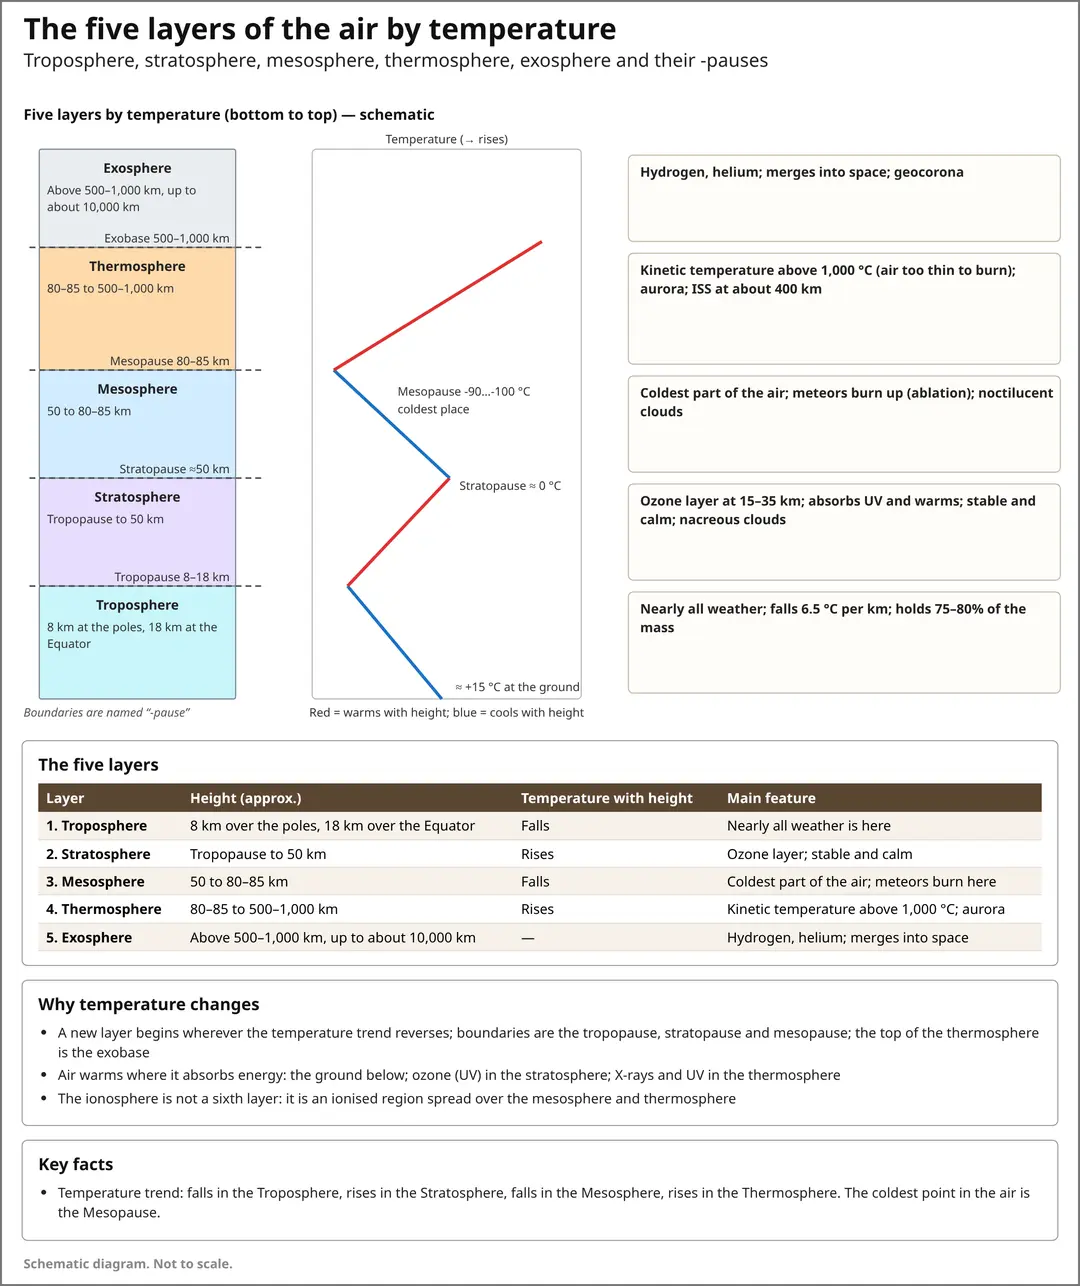 The five layers of the air by temperature
Troposphere, stratosphere, mesosphere, thermosphere, exosphere and their -pauses
Five layers by temperature (bottom to top) — schematic
Exosphere
Above 500–1,000 km, up to
about 10,000 km
Exobase 500–1,000 km
Thermosphere
80–85 to 500–1,000 km
Mesopause 80–85 km
Mesosphere
50 to 80–85 km
Stratopause ≈50 km
Stratosphere
Tropopause to 50 km
Tropopause 8–18 km
Troposphere
8 km at the poles, 18 km at the
Equator
Boundaries are named “-pause”
Temperature (→ rises)
Mesopause -90...-100 °C
coldest place
Stratopause ≈ 0 °C
≈ +15 °C at the ground
Red = warms with height; blue = cools with height
Hydrogen, helium; merges into space; geocorona
Kinetic temperature above 1,000 °C (air too thin to burn);
aurora; ISS at about 400 km
Coldest part of the air; meteors burn up (ablation); noctilucent
clouds
Ozone layer at 15–35 km; absorbs UV and warms; stable and
calm; nacreous clouds
Nearly all weather; falls 6.5 °C per km; holds 75–80% of the
mass
The five layers
Layer Height (approx.) Temperature with height Main feature
1. Troposphere 8 km over the poles, 18 km over the Equator Falls Nearly all weather is here
2. Stratosphere Tropopause to 50 km Rises Ozone layer; stable and calm
3. Mesosphere 50 to 80–85 km Falls Coldest part of the air; meteors burn here
4. Thermosphere 80–85 to 500–1,000 km Rises Kinetic temperature above 1,000 °C; aurora
5. Exosphere Above 500–1,000 km, up to about 10,000 km — Hydrogen, helium; merges into space
Why temperature changes
• A new layer begins wherever the temperature trend reverses; boundaries are the tropopause, stratopause and mesopause; the top of the thermosphere
is the exobase
• Air warms where it absorbs energy: the ground below; ozone (UV) in the stratosphere; X-rays and UV in the thermosphere
• The ionosphere is not a sixth layer: it is an ionised region spread over the mesosphere and thermosphere
Key facts
• Temperature trend: falls in the Troposphere, rises in the Stratosphere, falls in the Mesosphere, rises in the Thermosphere. The coldest point in the air is
the Mesopause.
Schematic diagram. Not to scale.